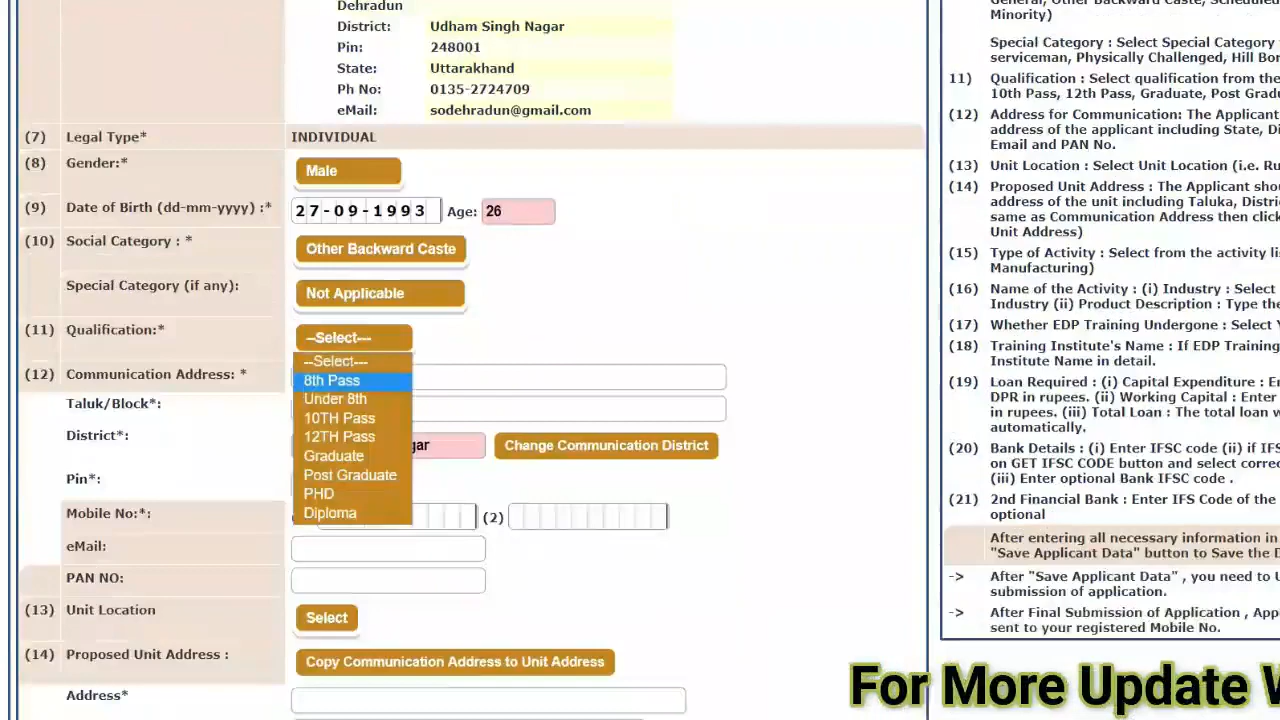 Dehradun
District: Udham Singh Nagar
Pin: 248001
State: Uttarakhand
Ph No: 0135-2724709
eMail: sodehradun@gmail.com
(7) Legal Type* INDIVIDUAL
(8) Gender:* Male
(9) Date of Birth (dd-mm-yyyy) :* 27-09-1993 Age: 26
(10) Social Category : * Other Backward Caste
Special Category (if any): Not Applicable
(11) Qualification:* --Select---
--Select---
8th Pass
Under 8th
10TH Pass
12TH Pass
Graduate
Post Graduate
PHD
Diploma
(12) Communication Address: *
Taluk/Block*:
District*: gar Change Communication District
Pin*:
Mobile No:*: (2)
eMail:
PAN NO:
(13) Unit Location Select
(14) Proposed Unit Address : Copy Communication Address to Unit Address
Address*
Minority)
Special Category : Select Special Category
serviceman, Physically Challenged, Hill Bor
11) Qualification : Select qualification from the
10th Pass, 12th Pass, Graduate, Post Gradu
(12) Address for Communication: The Applicant
address of the applicant including State, Di
Email and PAN No.
(13) Unit Location : Select Unit Location (i.e. Ru
(14) Proposed Unit Address : The Applicant sho
address of the unit including Taluka, Distri
same as Communication Address then clic
Unit Address)
(15) Type of Activity : Select from the activity li
Manufacturing)
(16) Name of the Activity : (i) Industry : Select
Industry (ii) Product Description : Type the
(17) Whether EDP Training Undergone : Select Y
(18) Training Institute's Name : If EDP Training
Institute Name in detail.
(19) Loan Required : (i) Capital Expenditure : En
DPR in rupees. (ii) Working Capital : Enter
in rupees. (iii) Total Loan : The total loan w
automatically.
(20) Bank Details : (i) Enter IFSC code (ii) if IFS
on GET IFSC CODE button and select corre
(iii) Enter optional Bank IFSC code .
(21) 2nd Financial Bank : Enter IFS Code of the
optional
After entering all necessary information in
"Save Applicant Data" button to Save the D
-> After "Save Applicant Data" , you need to U
submission of application.
-> After Final Submission of Application , App
sent to your registered Mobile No.
For More Update W